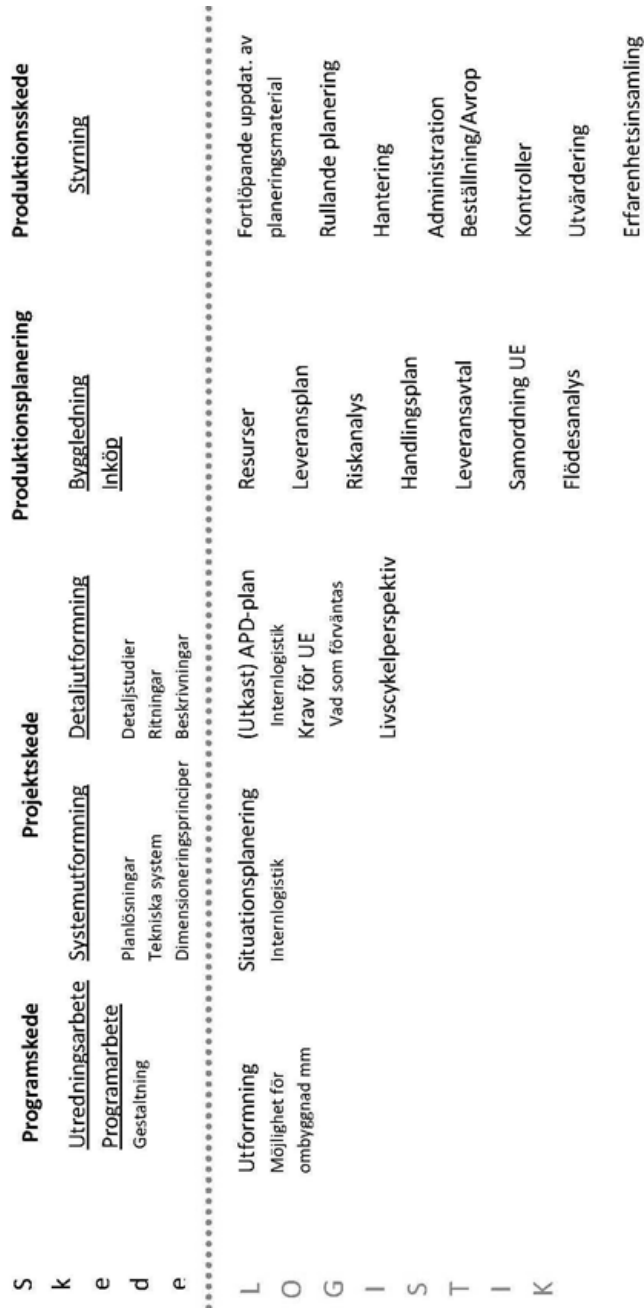 Skede
Programskede
Utredningsarbete
Programarbete
Gestaltning
Projektskede
Systemutformning
Planlösningar
Tekniska system
Dimensioneringsprinciper
Detaljutformning
Detaljstudier
Ritningar
Beskrivningar
Produktionsplanering
Byggledning
Inköp
Produktionsskede
Styrning
LOGISTIK
Utformning
Möjlighet för
ombyggnad mm
Situationsplanering
Internlogistik
(Utkast) APD-plan
Internlogistik
Krav för UE
Vad som förväntas
Livscykelperspektiv
Resurser
Leveransplan
Riskanalys
Handlingsplan
Leveransavtal
Samordning UE
Flödesanalys
Fortlöpande uppdat. av
planeringsmaterial
Rullande planering
Hantering
Administration
Beställning/Avrop
Kontroller
Utvärdering
Erfarenhetsinsamling